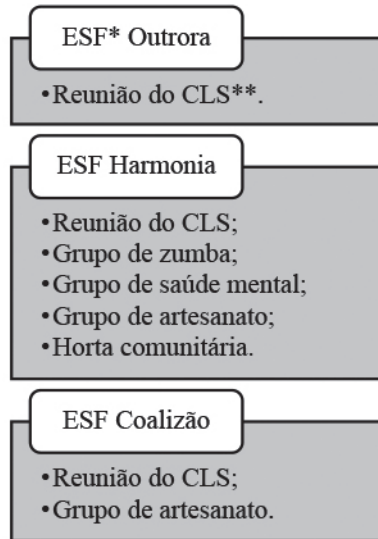 ESF* Outrora
•Reunião do CLS**.
ESF Harmonia
•Reunião do CLS;
•Grupo de zumba;
•Grupo de saúde mental;
•Grupo de artesanato;
•Horta comunitária.
ESF Coalizão
•Reunião do CLS;
•Grupo de artesanato.